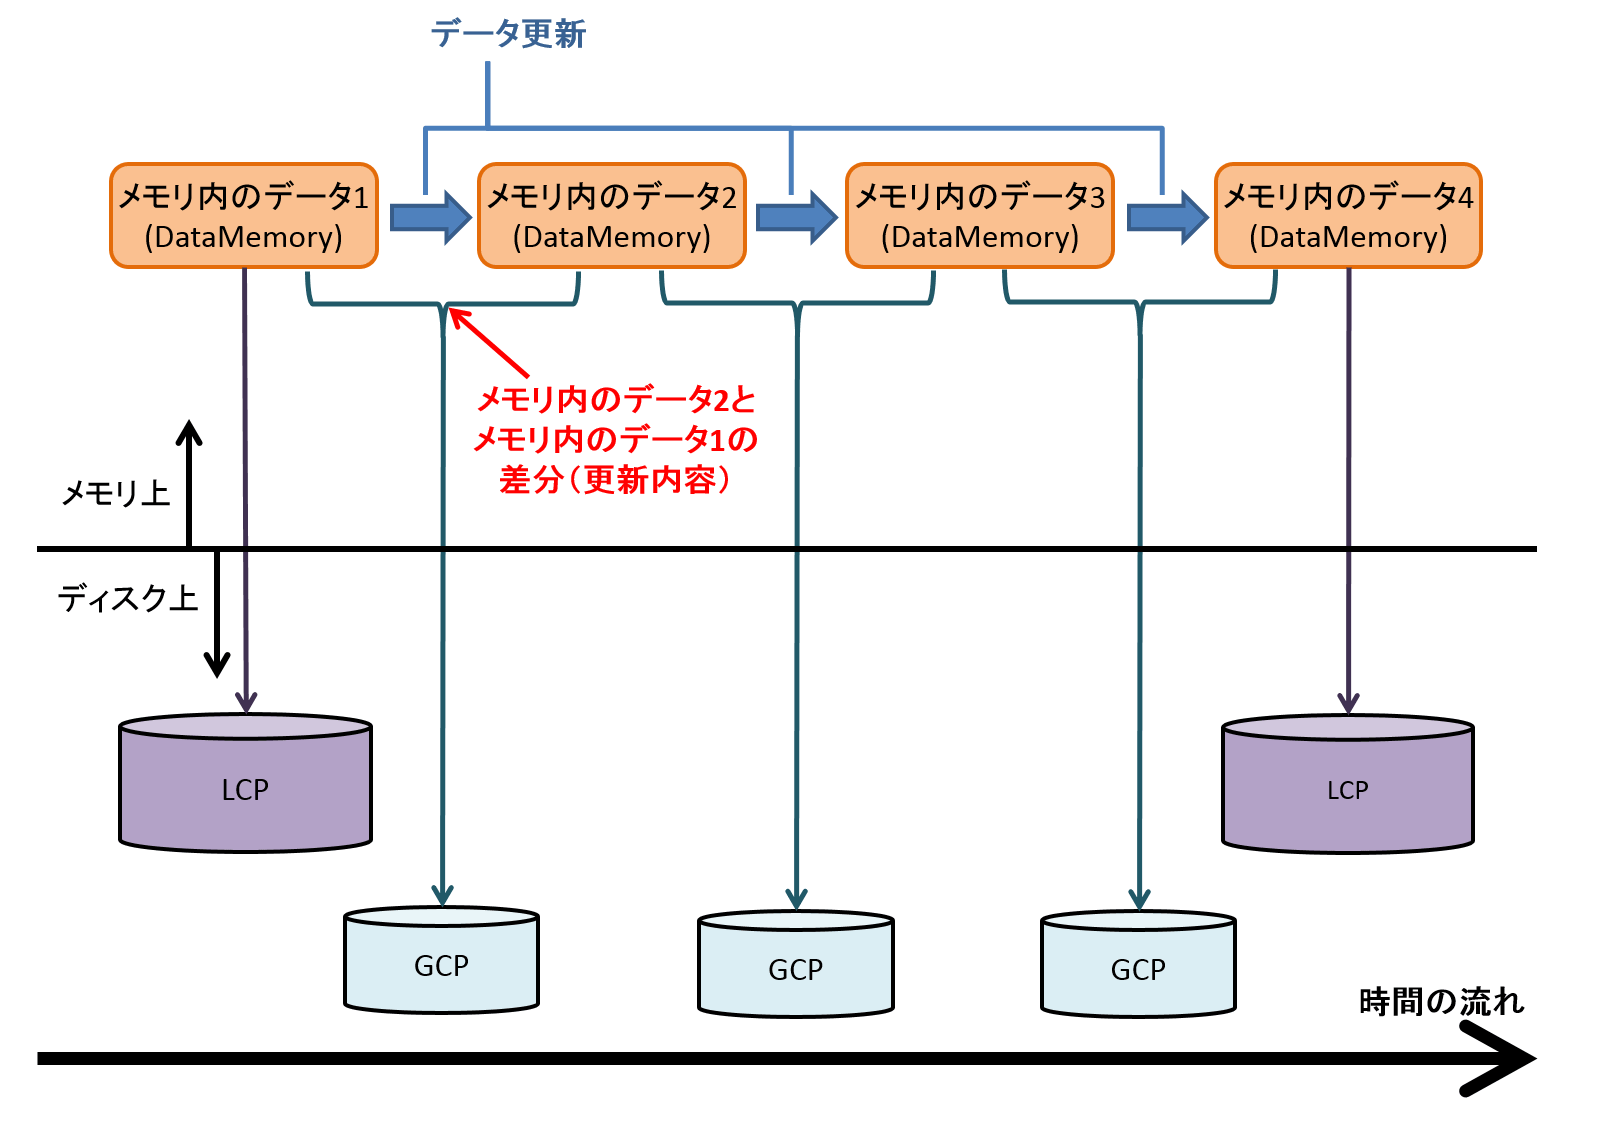 データ更新
メモリ内のデータ1
(DataMemory)
メモリ内のデータ2
(DataMemory)
メモリ内のデータ3
(DataMemory)
メモリ内のデータ4
(DataMemory)
メモリ内のデータ2と
メモリ内のデータ1の
差分（更新内容）
メモリ上
ディスク上
LCP
LCP
GCP
GCP
GCP
時間の流れ